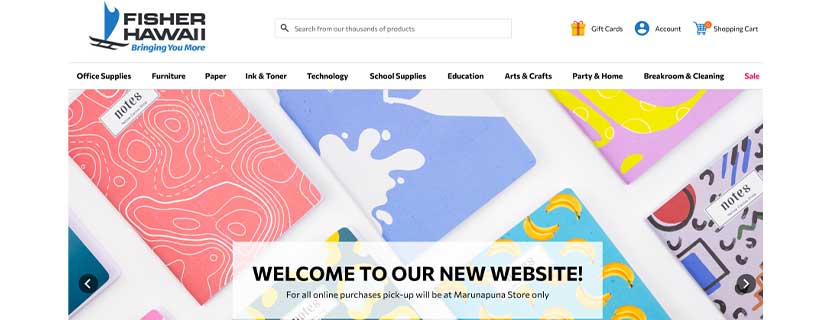 FISHER
HAWAII
Bringing You More
Search from our thousands of products
Gift Cards
Account
0
Shopping Cart
Office Supplies Furniture Paper Ink & Toner Technology School Supplies Education Arts & Crafts Party & Home Breakroom & Cleaning Sale
notes
notes
notes
WELCOME TO OUR NEW WEBSITE!
For all online purchases pick-up will be at Marunapuna Store only
notes